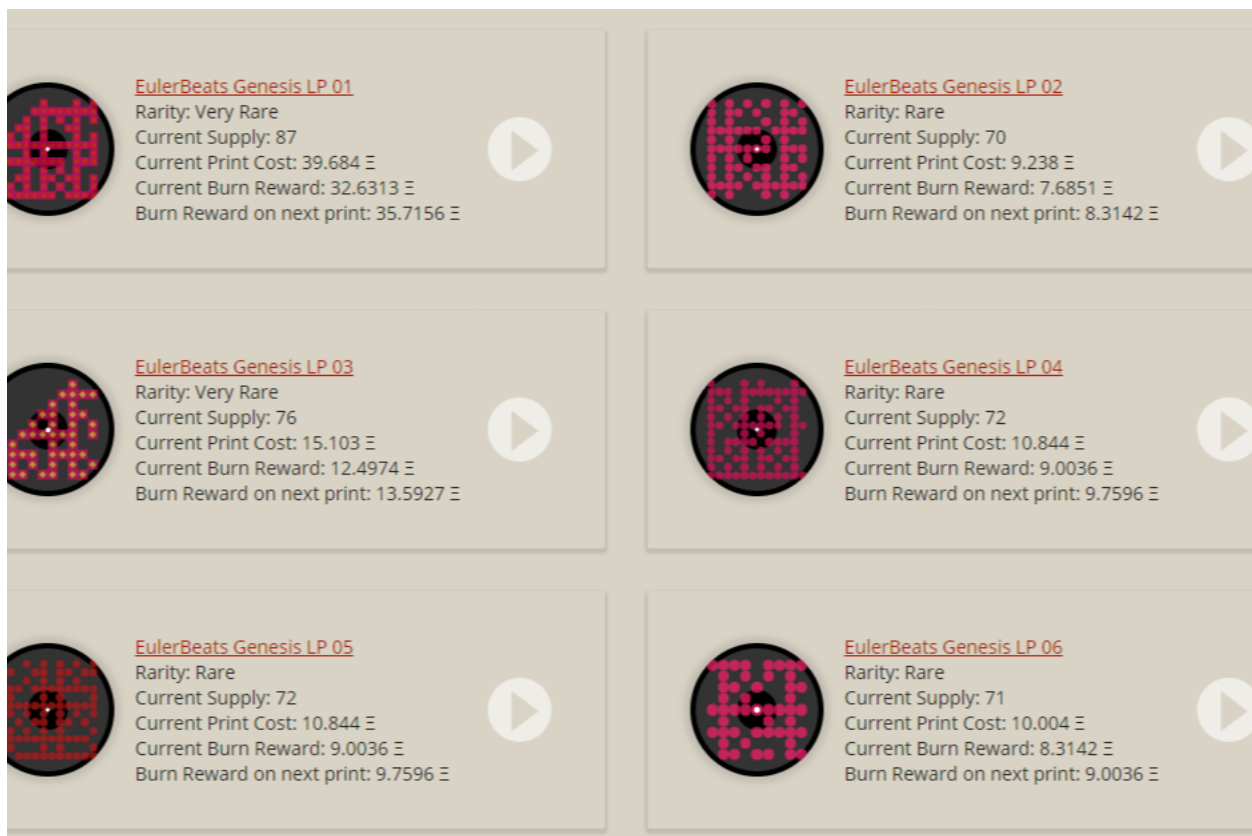 EulerBeats Genesis LP 01
Rarity: Very Rare
Current Supply: 87
Current Print Cost: 39.684 Ξ
Current Burn Reward: 32.6313 Ξ
Burn Reward on next print: 35.7156 Ξ
EulerBeats Genesis LP 02
Rarity: Rare
Current Supply: 70
Current Print Cost: 9.238 Ξ
Current Burn Reward: 7.6851 Ξ
Burn Reward on next print: 8.3142 Ξ
EulerBeats Genesis LP 03
Rarity: Very Rare
Current Supply: 76
Current Print Cost: 15.103 Ξ
Current Burn Reward: 12.4974 Ξ
Burn Reward on next print: 13.5927 Ξ
EulerBeats Genesis LP 04
Rarity: Rare
Current Supply: 72
Current Print Cost: 10.844 Ξ
Current Burn Reward: 9.0036 Ξ
Burn Reward on next print: 9.7596 Ξ
EulerBeats Genesis LP 05
Rarity: Rare
Current Supply: 72
Current Print Cost: 10.844 Ξ
Current Burn Reward: 9.0036 Ξ
Burn Reward on next print: 9.7596 Ξ
EulerBeats Genesis LP 06
Rarity: Rare
Current Supply: 71
Current Print Cost: 10.004 Ξ
Current Burn Reward: 8.3142 Ξ
Burn Reward on next print: 9.0036 Ξ